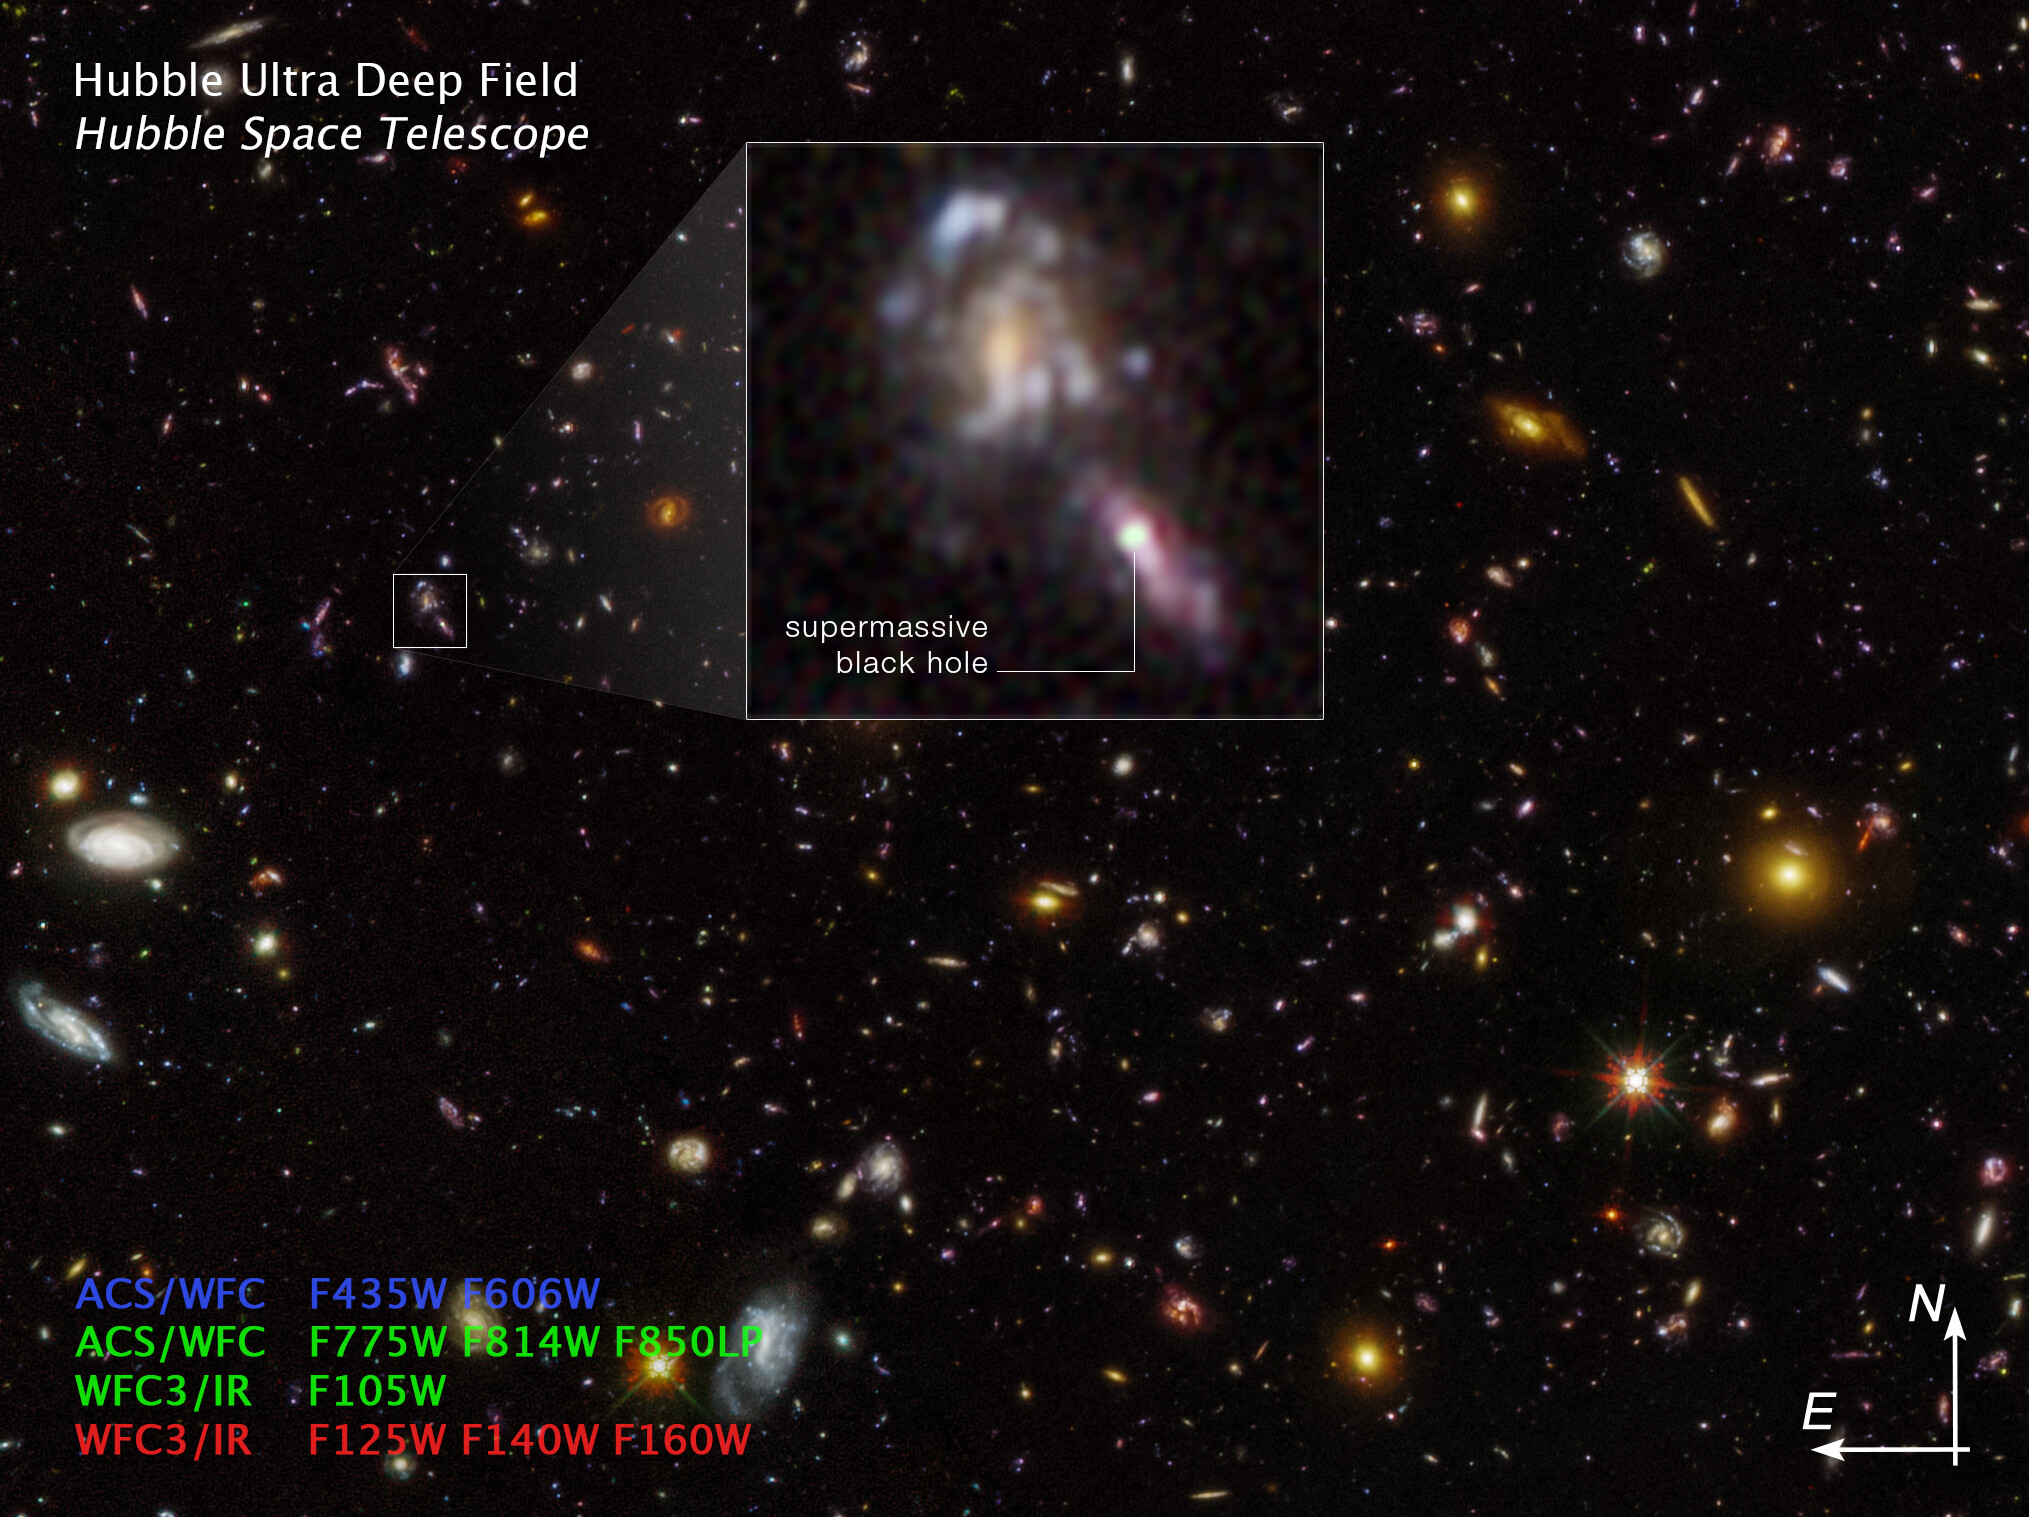 Hubble Ultra Deep Field
Hubble Space Telescope
supermassive
black hole
ACS/WFC F435W F606W
ACS/WFC F775W F814W F850LP
WFC3/IR F105W
WFC3/IR F125W F140W F160W
N
E